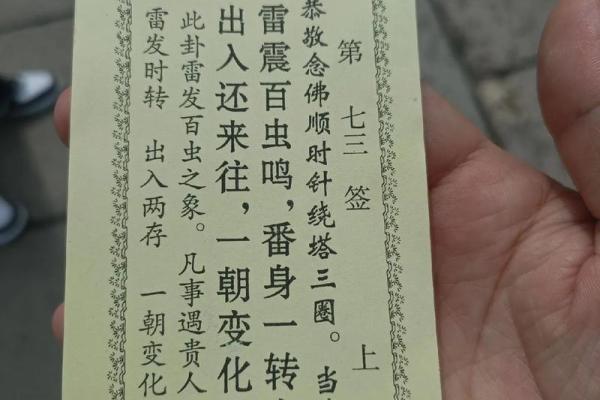 第七三签 上
恭敬念佛顺时针绕塔三圈。当
雷震百虫鸣，番身一转
出入还来往，一朝变化
此卦雷发百虫之象。凡事遇贵人
雷发时转 出入两存 一朝变化